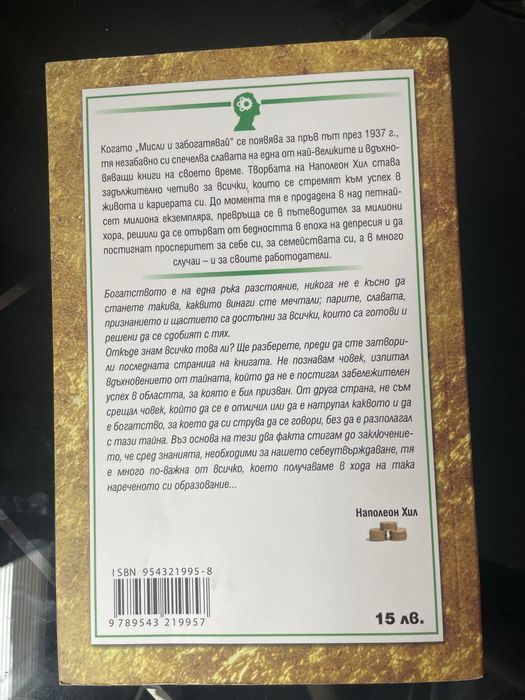 Когато „Мисли и забогатявай" се появява за пръв път през 1937 г.,
тя незабавно си спечелва славата на една от най-великите и вдъхно-
вяващи книги на своето време. Творбата на Наполеон Хил става
задължително четиво за всички, които се стремят към успех в
живота и кариерата си. До момента тя е продадена в над петнай-
сет милиона екземпляра, превръща се в пътеводител за милиони
хора, решили да се отърват от бедността в епоха на депресия и да
постигнат просперитет за себе си, за семействата си, а в много
случаи – и за своите работодатели.
Богатството е на една ръка разстояние, никога не е късно да
станете такива, каквито винаги сте мечтали; парите, славата,
признанието и щастието са достъпни за всички, които са готови и
решени да се сдобият с тях.
Откъде знам всичко това ли? Ще разберете, преди да сте затвори-
ли последната страница на книгата. Не познавам човек, изпитал
вдъхновението от тайната, който да не е постигал забележителен
успех в областта, за която е бил призван. От друга страна, не съм
срещал човек, който да се е отличил или да е натрупал каквото и да
е богатство, за което да си струва да се говори, без да е разполагал
с тази тайна. Въз основа на тези два факта стигам до заключение-
то, че сред знанията, необходими за нашето себеутвърждаване, тя
е много по-важна от всичко, което получаваме в хода на така
нареченото си образование...
Наполеон Хил
ISBN 954321995-8
9 789543 219957
15 лв.